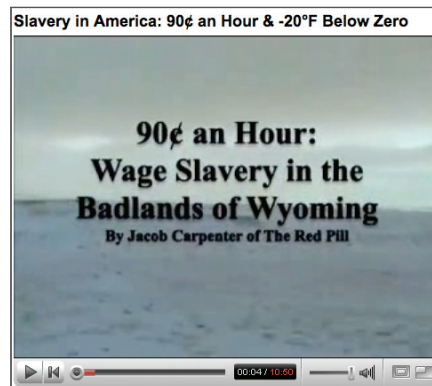 Slavery in America: 90¢ an Hour & -20°F Below Zero
90¢ an Hour:
Wage Slavery in the
Badlands of Wyoming
By Jacob Carpenter of The Red Pill
00:04 / 10:50